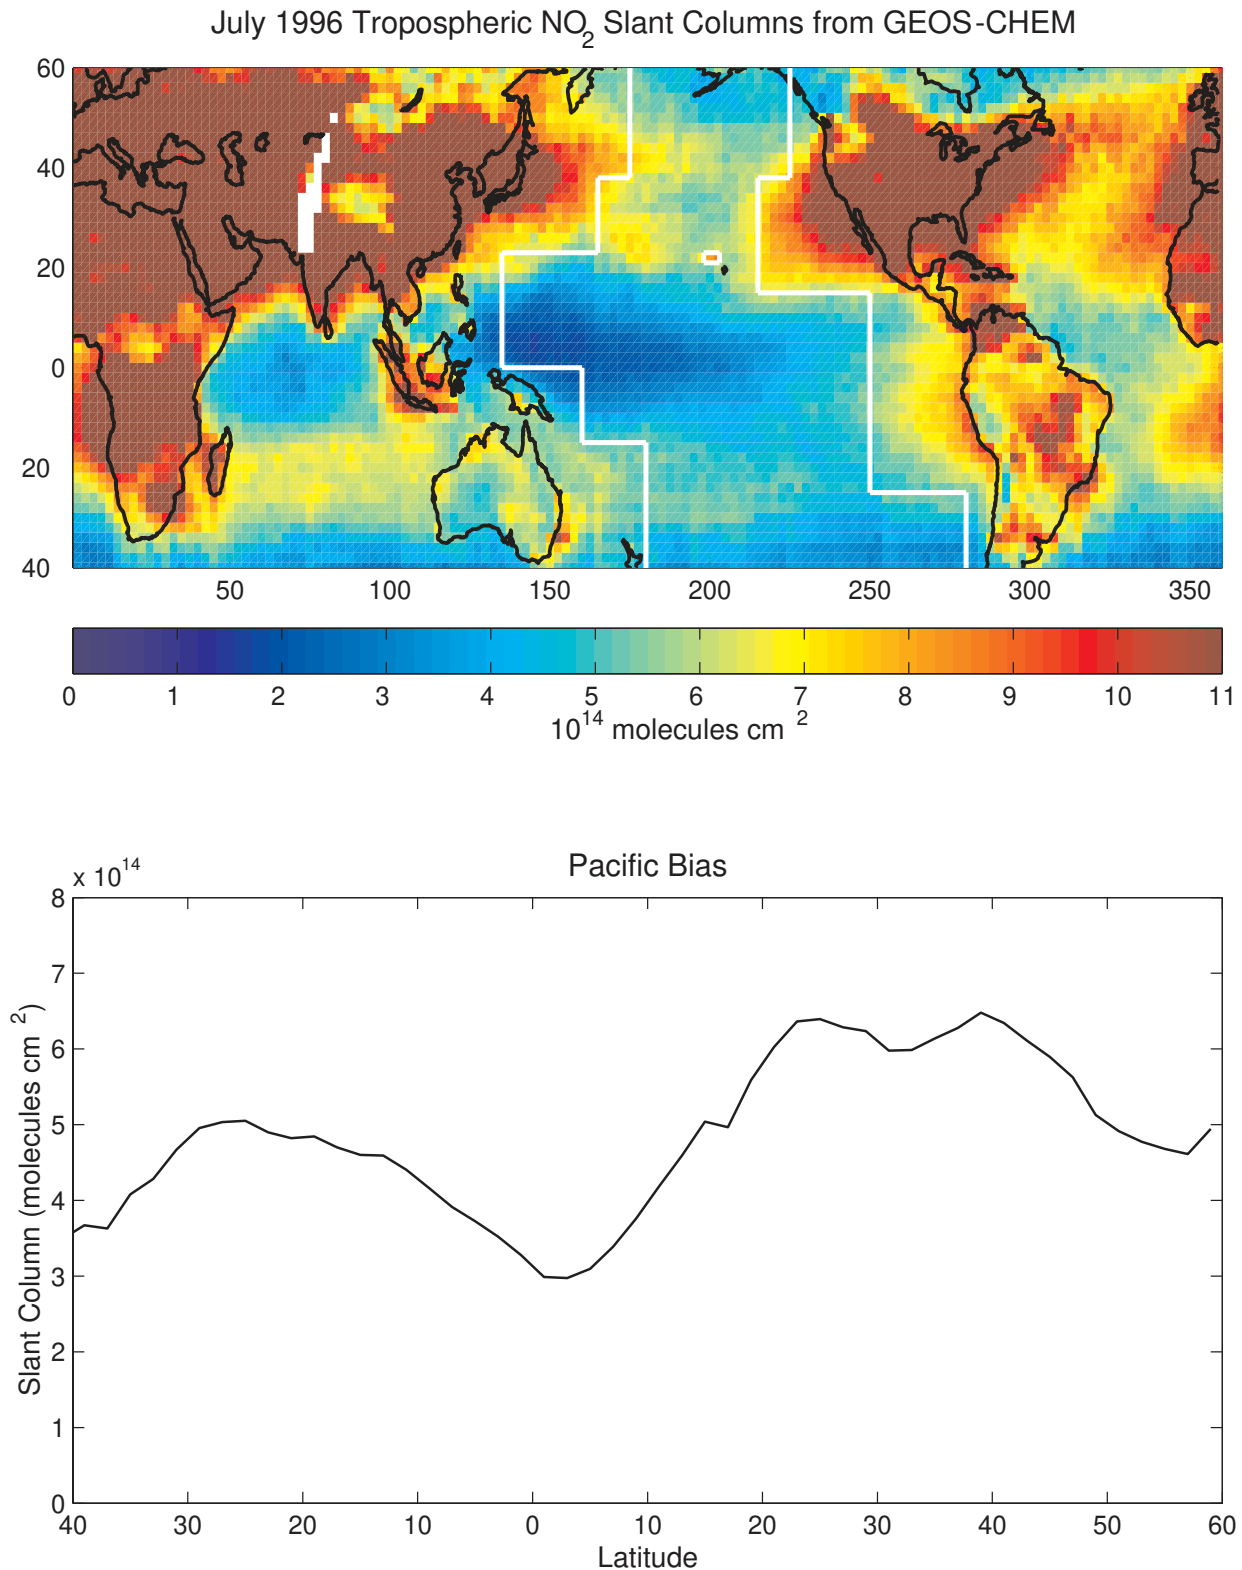 July 1996 Tropospheric NO2 Slant Columns from GEOS-CHEM
60
40
20
0
20
40
50 100 150 200 250 300 350
0 1 2 3 4 5 6 7 8 9 10 11
10^14 molecules cm 2
Pacific Bias
x 10^14
8
7
6
5
4
3
2
1
0
Slant Column (molecules cm 2)
40 30 20 10 0 10 20 30 40 50 60
Latitude